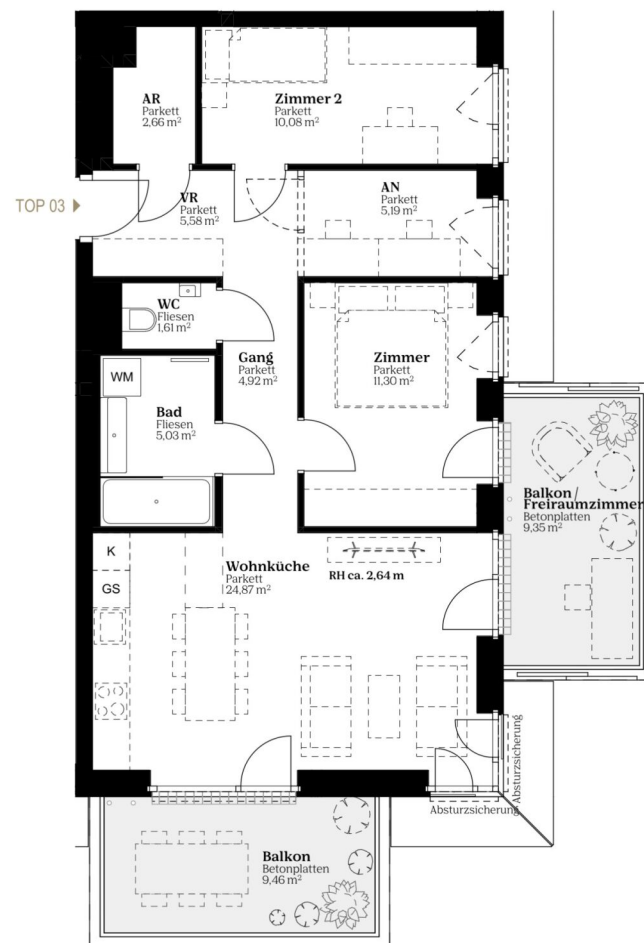 AR
Parkett
2,66 m²
Zimmer 2
Parkett
10,08 m²
TOP 03
VR
Parkett
5,58 m²
AN
Parkett
5,19 m²
WC
Fliesen
1,61 m²
Gang
Parkett
4,92 m²
Zimmer
Parkett
11,30 m²
WM
Bad
Fliesen
5,03 m²
Balkon/
Freiraumzimmer
Betonplatten
9,35 m²
K
GS
Wohnküche
Parkett
24,87 m²
RH ca. 2,64 m
Absturzsicherung
Absturzsicherung
Balkon
Betonplatten
9,46 m²